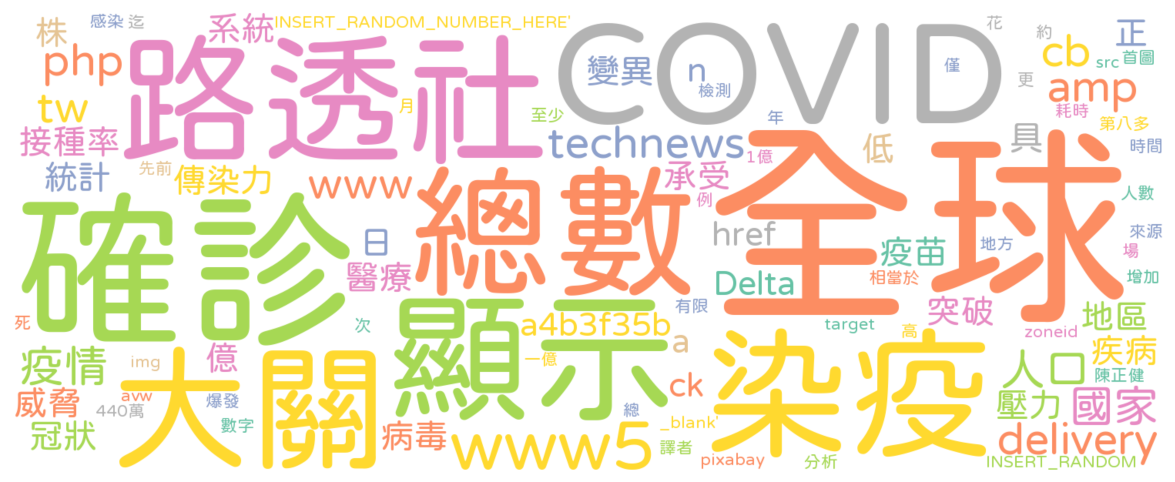 感染 迄 系統 INSERT_RANDOM_NUMBER_HERE' COVID 花 約 正
株 php 路透社 變異 n 檢測 僅 更 cb src 首圖
tw 月 至少 年 amp 耗時 第八多
接種率 technews 低 具 時間
統計 先前 傳染力 www 總數 承受 1億 例 全球 人數
確診 日 醫療 href 疫苗 地方 來源 場
Delta 相當於 增加
死 次 顯示 a4b3f35b 有限 target 突破 zoneid 地區
疫情 img 大關 億 一億 a 染疫 高 人口 疾病
威脅 avw 440萬 爆發 ck 陳正健
冠狀 數字 病毒 www5 總 _blank' 壓力 國家
譯者 pixabay 分析 delivery
INSERT_RANDOM